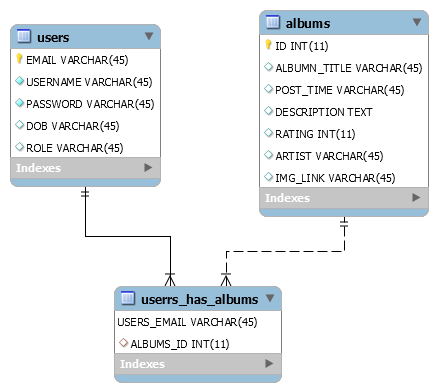 users
EMAIL VARCHAR(45)
USERNAME VARCHAR(45)
PASSWORD VARCHAR(45)
DOB VARCHAR(45)
ROLE VARCHAR(45)
Indexes
albums
ID INT(11)
ALBUMN_TITLE VARCHAR(45)
POST_TIME VARCHAR(45)
DESCRIPTION TEXT
RATING INT(11)
ARTIST VARCHAR(45)
IMG_LINK VARCHAR(45)
Indexes
userrs_has_albums
USERS_EMAIL VARCHAR(45)
ALBUMS_ID INT(11)
Indexes